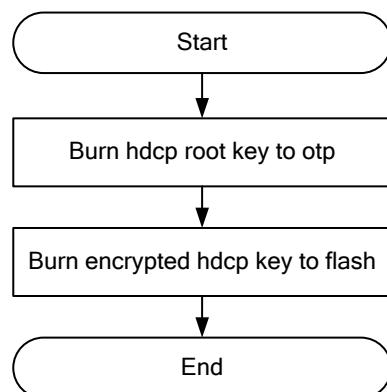 Start
Burn hdcp root key to otp
Burn encrypted hdcp key to flash
End